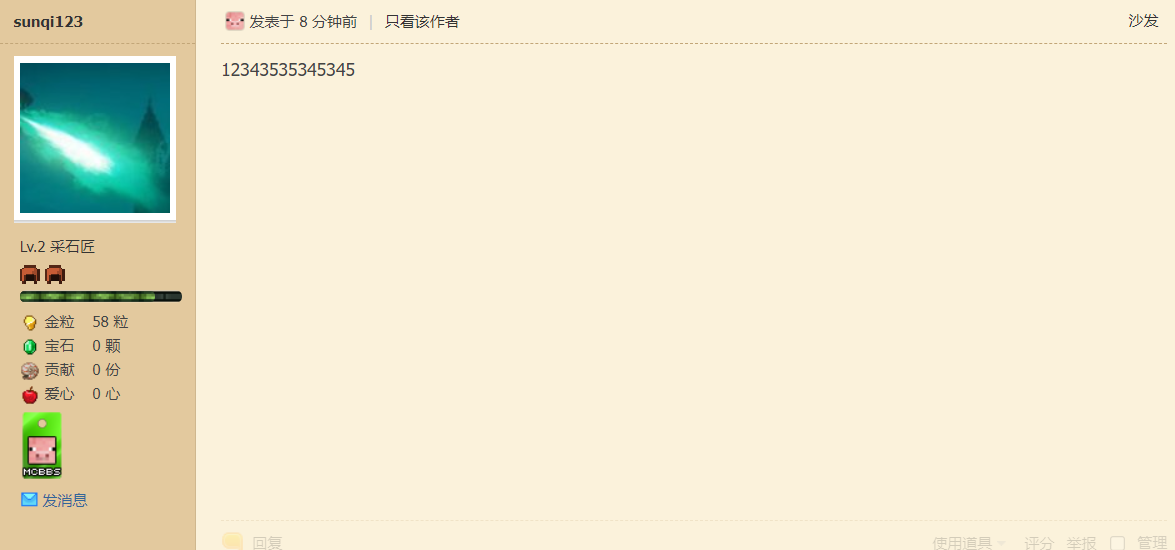 sunqi123
发表于 8 分钟前 | 只看该作者
沙发
12343535345345
Lv.2 采石匠
金粒 58 粒
宝石 0 颗
贡献 0 份
爱心 0 心
MCBBS
发消息
回复
使用道具 评分 举报 管理